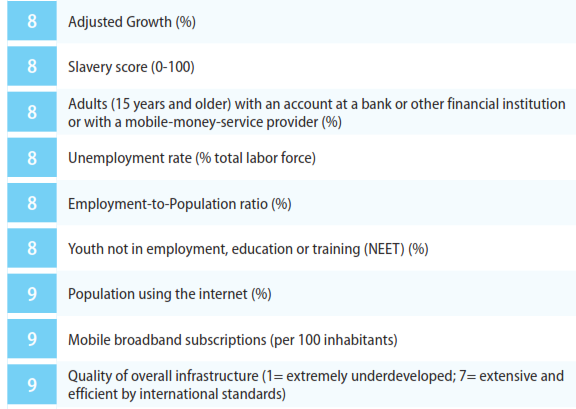 8 Adjusted Growth (%)
8 Slavery score (0-100)
8 Adults (15 years and older) with an account at a bank or other financial institution
or with a mobile-money-service provider (%)
8 Unemployment rate (% total labor force)
8 Employment-to-Population ratio (%)
8 Youth not in employment, education or training (NEET) (%)
9 Population using the internet (%)
9 Mobile broadband subscriptions (per 100 inhabitants)
9 Quality of overall infrastructure (1= extremely underdeveloped; 7= extensive and
efficient by international standards)